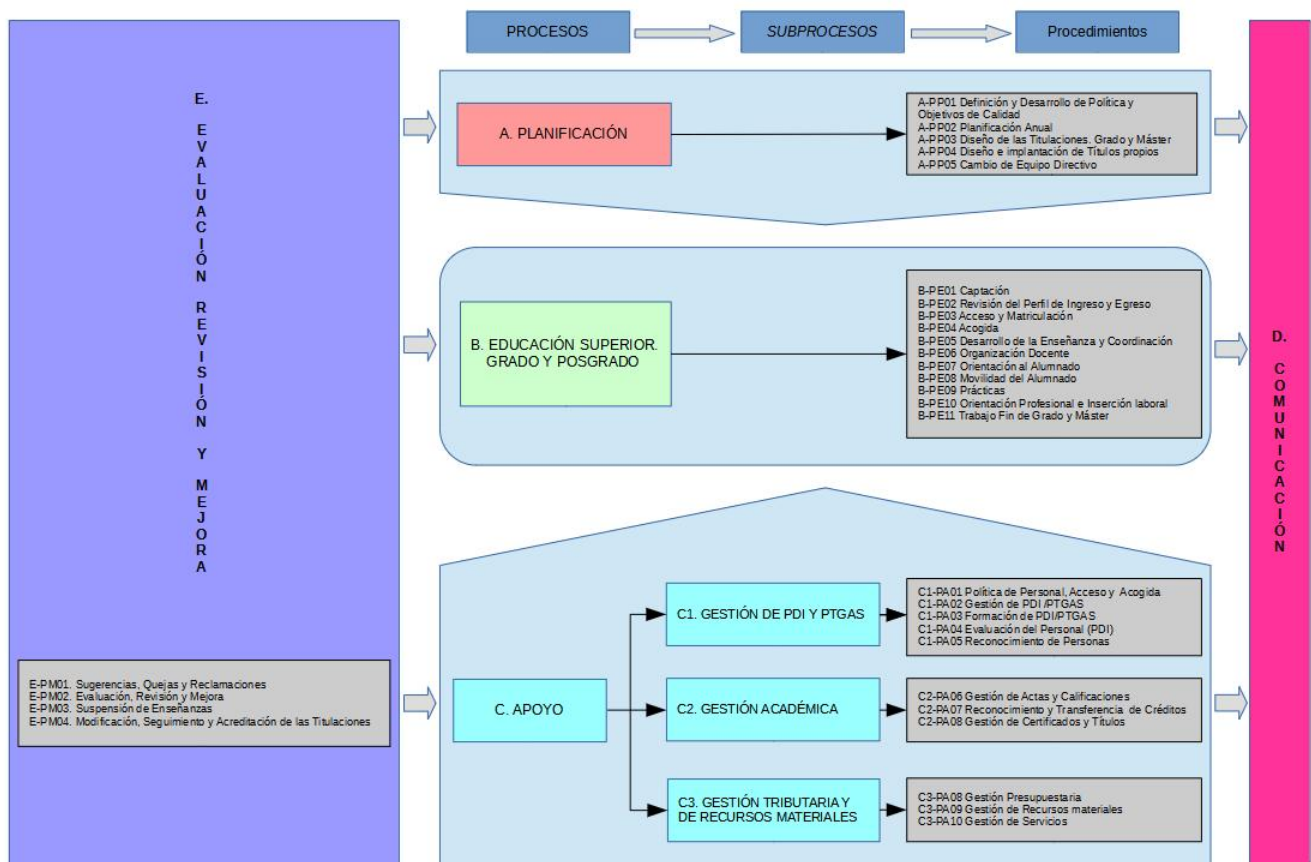 PROCESOS
SUBPROCESOS
Procedimientos
E. EVALUACIÓN REVISIÓN Y MEJORA
E-PM01. Sugerencias, Quejas y Reclamaciones
E-PM02. Evaluación, Revisión y Mejora
E-PM03. Suspensión de Enseñanzas
E-PM04. Modificación, Seguimiento y Acreditación de las Titulaciones
A. PLANIFICACIÓN
A-PP01 Definición y Desarrollo de Política y
Objetivos de Calidad
A-PP02 Planificación Anual
A-PP03 Diseño de las Titulaciones. Grado y Máster
A-PP04 Diseño e implantación de Títulos propios
A-PP05 Cambio de Equipo Directivo
B. EDUCACIÓN SUPERIOR.
GRADO Y POSGRADO
B-PE01 Captación
B-PE02 Revisión del Perfil de Ingreso y Egreso
B-PE03 Acceso y Matriculación
B-PE04 Acogida
B-PE05 Desarrollo de la Enseñanza y Coordinación
B-PE06 Organización Docente
B-PE07 Orientación al Alumnado
B-PE08 Movilidad del Alumnado
B-PE09 Prácticas
B-PE10 Orientación Profesional e Inserción laboral
B-PE11 Trabajo Fin de Grado y Máster
C. APOYO
C1. GESTIÓN DE PDI Y PTGAS
C1-PA01 Política de Personal, Acceso y Acogida
C1-PA02 Gestión de PDI /PTGAS
C1-PA03 Formación de PDI/PTGAS
C1-PA04 Evaluación del Personal (PDI)
C1-PA05 Reconocimiento de Personas
C2. GESTIÓN ACADÉMICA
C2-PA06 Gestión de Actas y Calificaciones
C2-PA07 Reconocimiento y Transferencia de Créditos
C2-PA08 Gestión de Certificados y Títulos
C3. GESTIÓN TRIBUTARIA Y
DE RECURSOS MATERIALES
C3-PA08 Gestión Presupuestaria
C3-PA09 Gestión de Recursos materiales
C3-PA10 Gestión de Servicios
D. COMUNICACIÓN